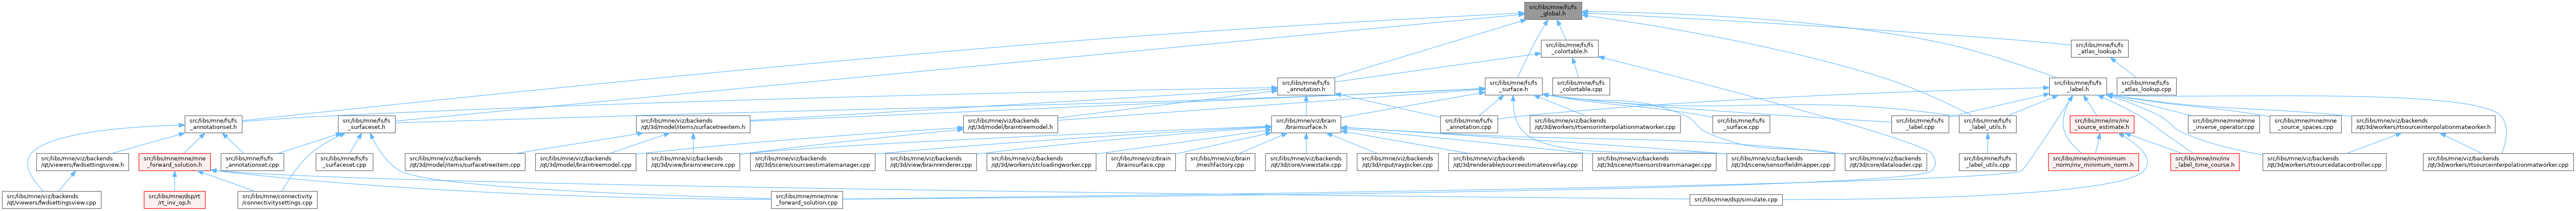 src/libs/mne/fs/fs
_global.h
src/libs/mne/fs/fs
_colortable.h
src/libs/mne/fs/fs
_atlas_lookup.h
src/libs/mne/fs/fs
_annotation.h
src/libs/mne/fs/fs
_surface.h
src/libs/mne/fs/fs
_colortable.cpp
src/libs/mne/fs/fs
_label.h
src/libs/mne/fs/fs
_atlas_lookup.cpp
src/libs/mne/fs/fs
_annotationset.h
src/libs/mne/fs/fs
_surfaceset.h
src/libs/mne/viz/backends
/qt/3d/model/items/surfacetreeitem.h
src/libs/mne/viz/backends
/qt/3d/model/braintreemodel.h
src/libs/mne/viz/brain
/brainsurface.h
src/libs/mne/fs/fs
_annotation.cpp
src/libs/mne/viz/backends
/qt/3d/workers/rtsensorinterpolationmatworker.cpp
src/libs/mne/fs/fs
_surface.cpp
src/libs/mne/fs/fs
_label.cpp
src/libs/mne/fs/fs
_label_utils.h
src/libs/mne/inv/inv
_source_estimate.h
src/libs/mne/mne/mne
_inverse_operator.cpp
src/libs/mne/mne/mne
_source_spaces.cpp
src/libs/mne/viz/backends
/qt/3d/workers/rtsourceinterpolationmatworker.h
src/libs/mne/viz/backends
/qt/viewers/fwdsettingsview.h
src/libs/mne/mne/mne
_forward_solution.h
src/libs/mne/fs/fs
_annotationset.cpp
src/libs/mne/fs/fs
_surfaceset.cpp
src/libs/mne/viz/backends
/qt/3d/model/items/surfacetreeitem.cpp
src/libs/mne/viz/backends
/qt/3d/model/braintreemodel.cpp
src/libs/mne/viz/backends
/qt/3d/view/brainviewcore.cpp
src/libs/mne/viz/backends
/qt/3d/scene/sourceestimatemanager.cpp
src/libs/mne/viz/backends
/qt/3d/view/brainrenderer.cpp
src/libs/mne/viz/backends
/qt/3d/workers/stcloadingworker.cpp
src/libs/mne/viz/brain
/brainsurface.cpp
src/libs/mne/viz/brain
/meshfactory.cpp
src/libs/mne/viz/backends
/qt/3d/core/viewstate.cpp
src/libs/mne/viz/backends
/qt/3d/input/raypicker.cpp
src/libs/mne/viz/backends
/qt/3d/renderable/sourceestimateoverlay.cpp
src/libs/mne/viz/backends
/qt/3d/scene/rtsensorstreammanager.cpp
src/libs/mne/viz/backends
/qt/3d/scene/sensorfieldmapper.cpp
src/libs/mne/viz/backends
/qt/3d/core/dataloader.cpp
src/libs/mne/fs/fs
_label_utils.cpp
src/libs/mne/inv/minimum
_norm/inv_minimum_norm.h
src/libs/mne/inv/inv
_label_time_course.h
src/libs/mne/viz/backends
/qt/3d/workers/rtsourcedatacontroller.cpp
src/libs/mne/viz/backends
/qt/3d/workers/rtsourceinterpolationmatworker.cpp
src/libs/mne/viz/backends
/qt/viewers/fwdsettingsview.cpp
src/libs/mne/dsp/rt
/rt_inv_op.h
src/libs/mne/connectivity
/connectivitysettings.cpp
src/libs/mne/mne/mne
_forward_solution.cpp
src/libs/mne/dsp/simulate.cpp